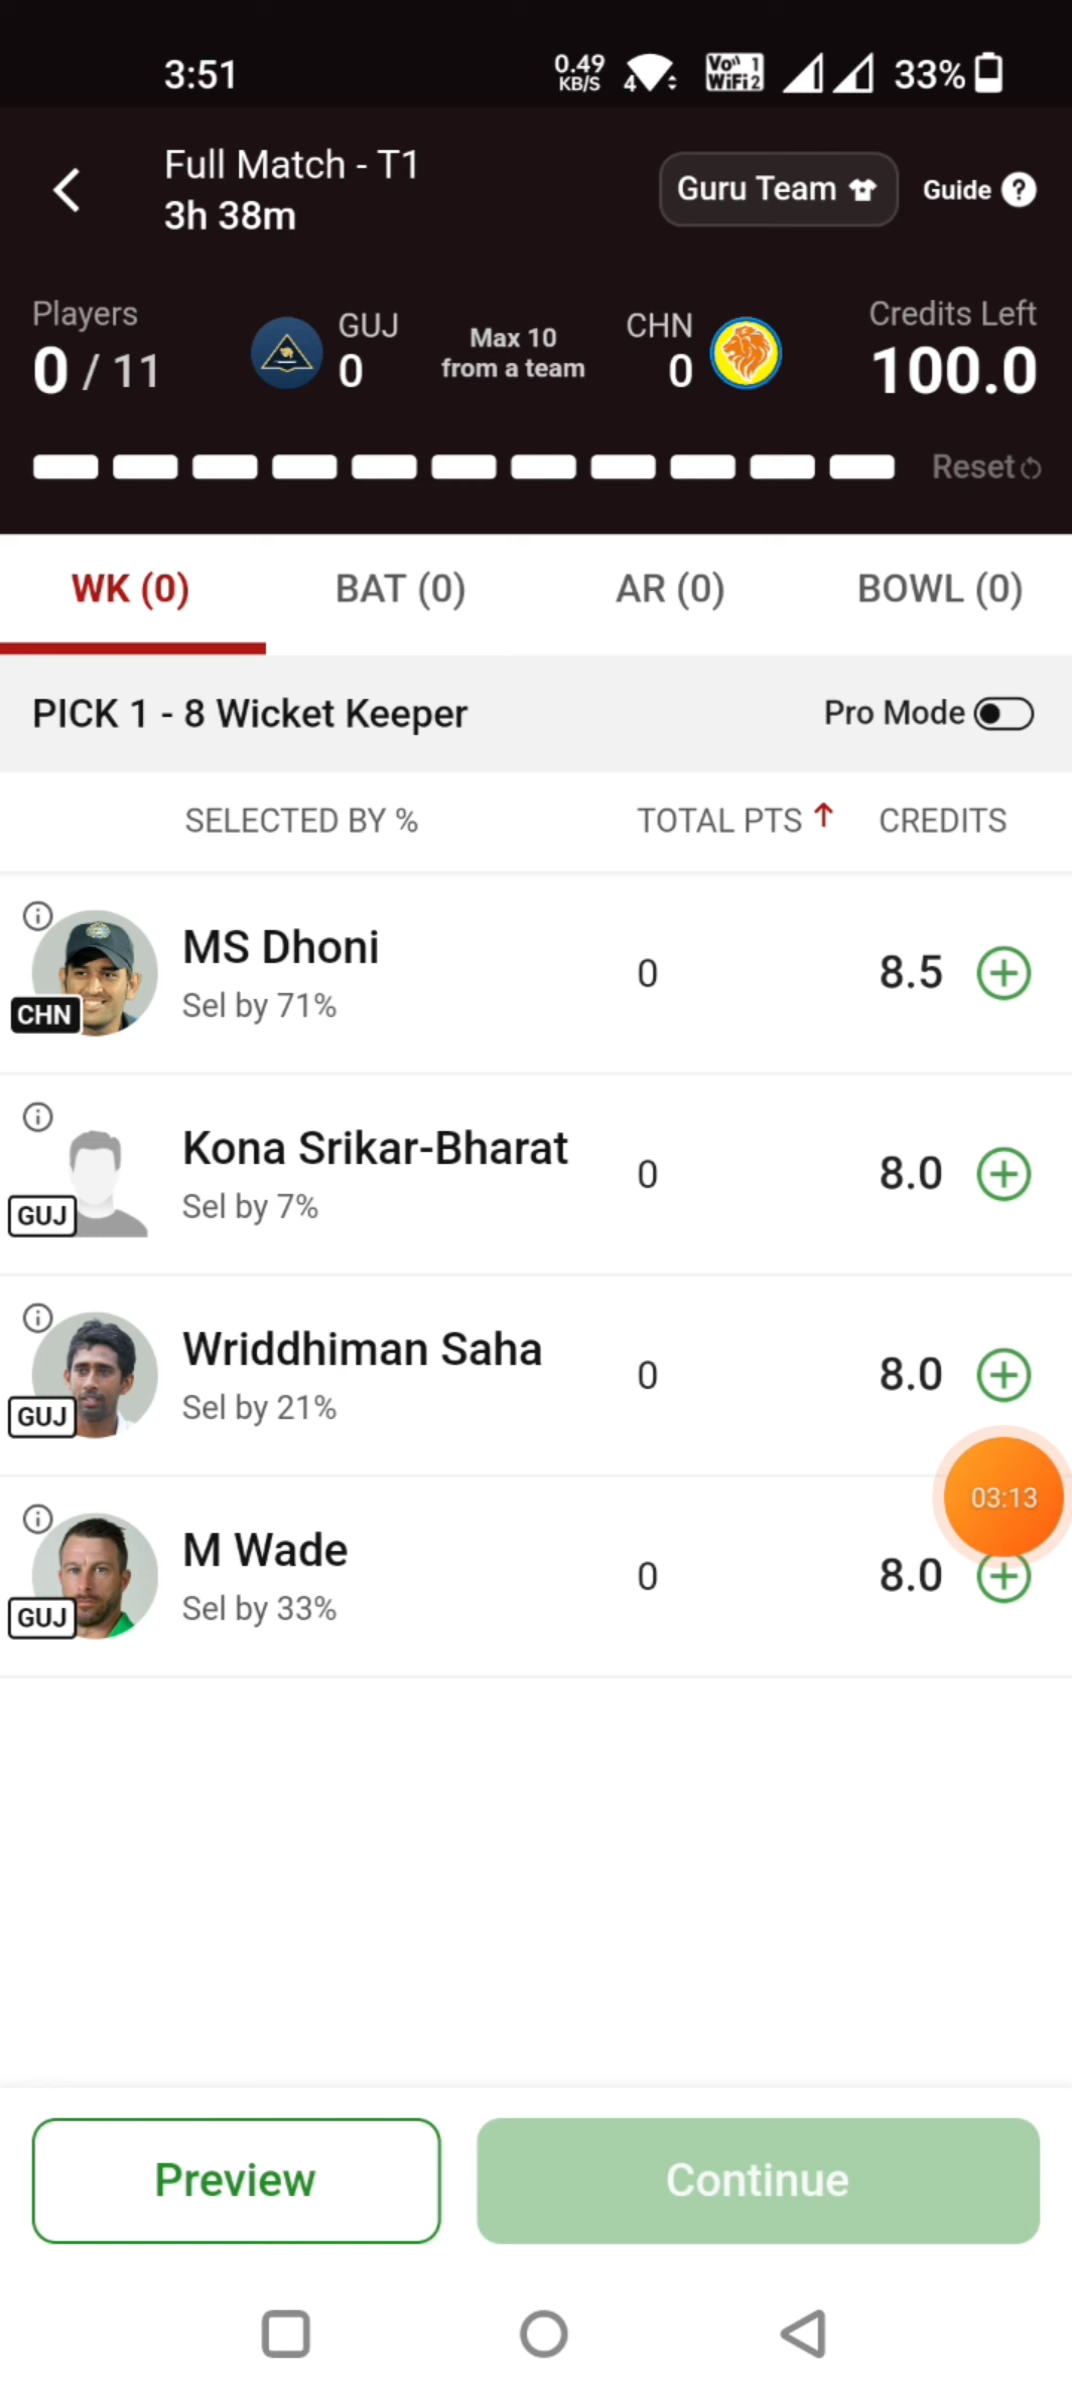 3:51
0.49 KB/S 4 Vo 1 WiFi2 33%
Full Match - T1
3h 38m
Guru Team
Guide ?
Players
0 / 11
GUJ
0
Max 10
from a team
CHN
0
Credits Left
100.0
Reset
WK (0) BAT (0) AR (0) BOWL (0)
PICK 1 - 8 Wicket Keeper
Pro Mode
SELECTED BY % TOTAL PTS ↑ CREDITS
MS Dhoni
Sel by 71%
CHN
0
8.5
Kona Srikar-Bharat
Sel by 7%
GUJ
0
8.0
Wriddhiman Saha
Sel by 21%
GUJ
0
8.0
03:13
M Wade
Sel by 33%
GUJ
0
8.0
Preview
Continue